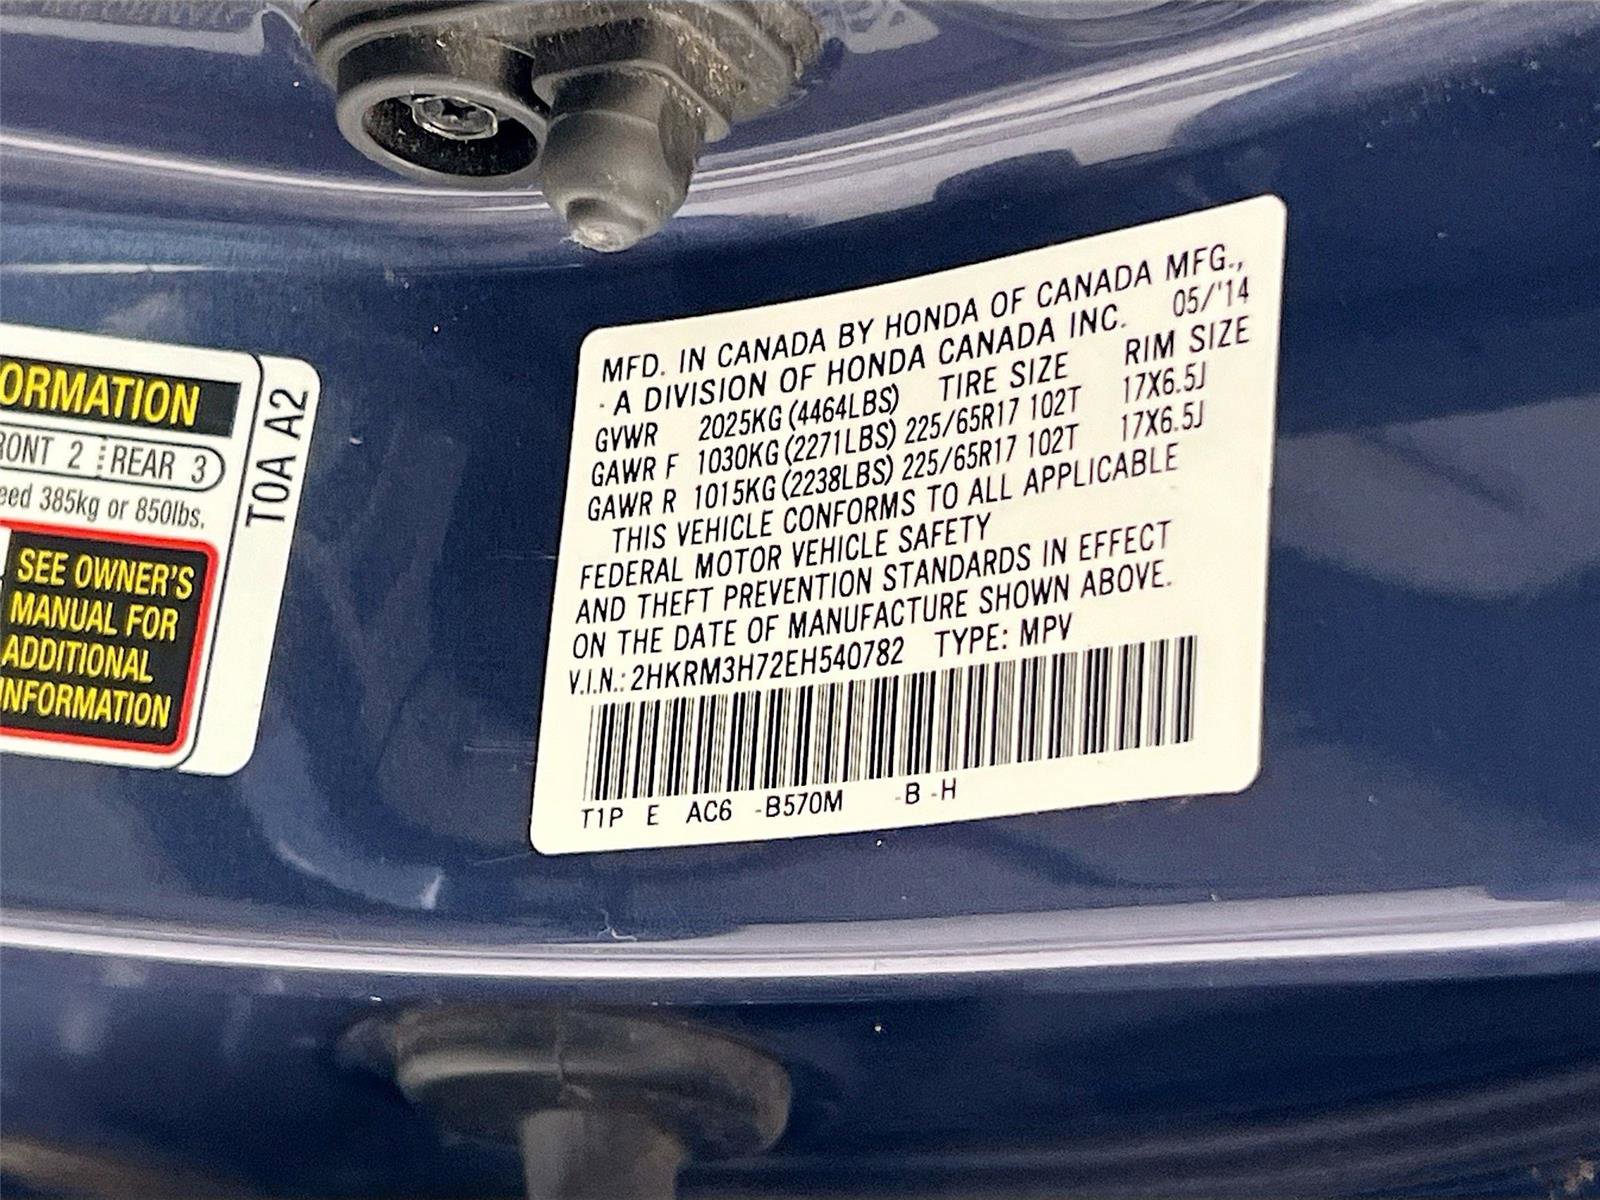 ORMATION
RONT 2 REAR 3
eed 385kg or 850lbs.
SEE OWNER'S
MANUAL FOR
ADDITIONAL
INFORMATION
T0A A2
MFD. IN CANADA BY HONDA OF CANADA MFG.,
A DIVISION OF HONDA CANADA INC. 05/'14
GVWR 2025KG (4464LBS) TIRE SIZE RIM SIZE
GAWR F 1030KG (2271LBS) 225/65R17 102T 17X6.5J
GAWR R 1015KG (2238LBS) 225/65R17 102T 17X6.5J
THIS VEHICLE CONFORMS TO ALL APPLICABLE
FEDERAL MOTOR VEHICLE SAFETY
AND THEFT PREVENTION STANDARDS IN EFFECT
ON THE DATE OF MANUFACTURE SHOWN ABOVE.
V.I.N.: 2HKRM3H72EH540782 TYPE: MPV
T1P E AC6 -B570M -B -H